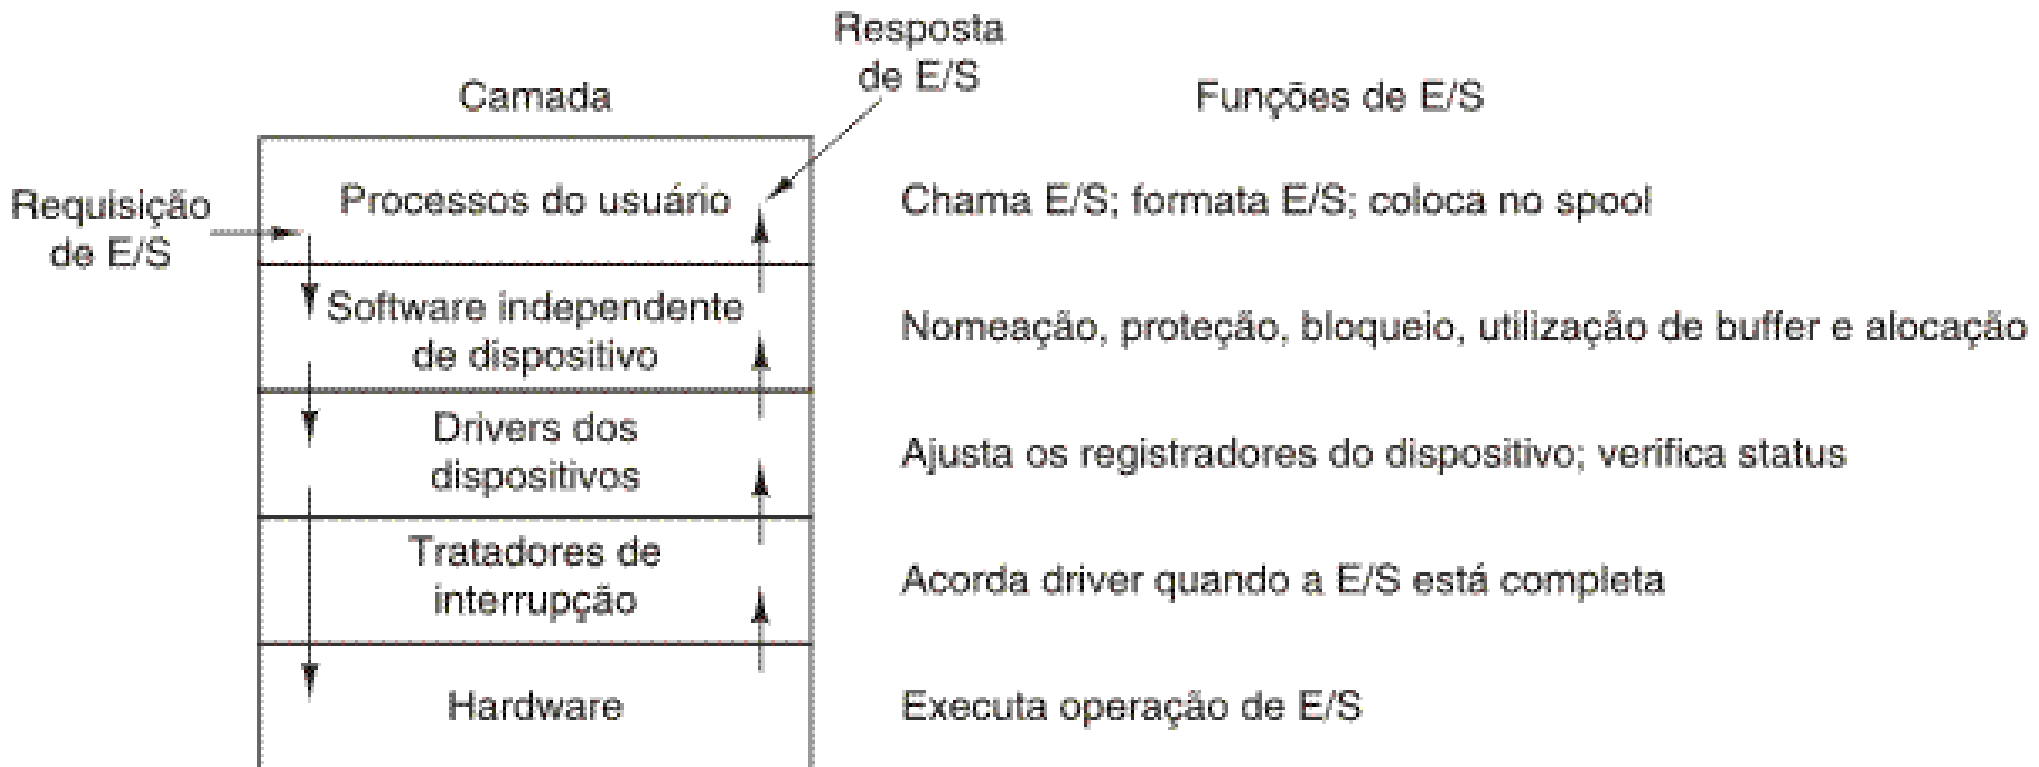 Resposta
de E/S
Camada
Funções de E/S
Requisição
de E/S
Processos do usuário
Chama E/S; formata E/S; coloca no spool
Software independente
de dispositivo
Nomeação, proteção, bloqueio, utilização de buffer e alocação
Drivers dos
dispositivos
Ajusta os registradores do dispositivo; verifica status
Tratadores de
interrupção
Acorda driver quando a E/S está completa
Hardware
Executa operação de E/S